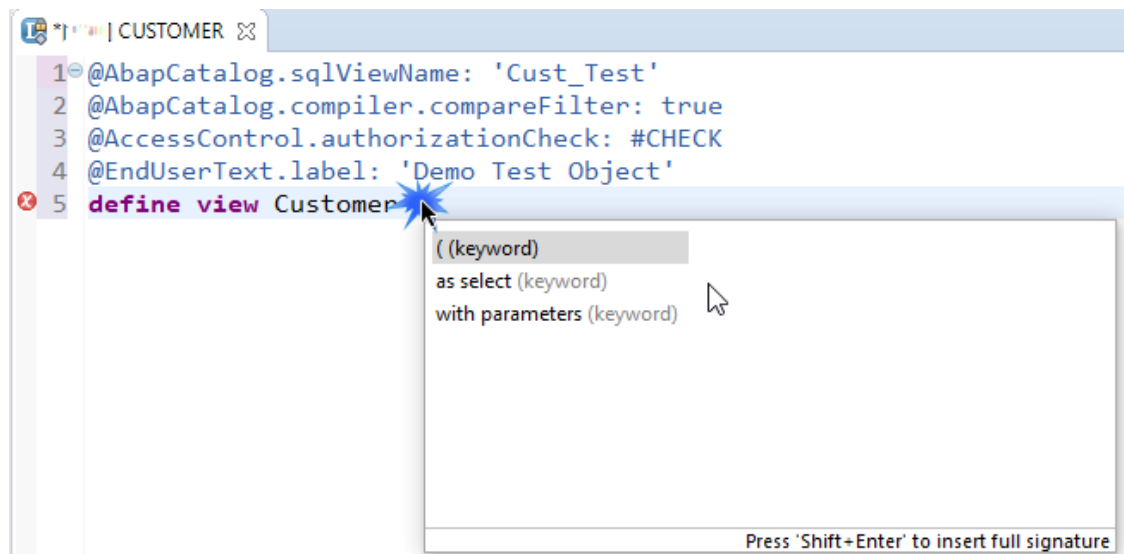 CUSTOMER
1 @AbapCatalog.sqlViewName: 'Cust_Test'
2 @AbapCatalog.compiler.compareFilter: true
3 @AccessControl.authorizationCheck: #CHECK
4 @EndUserText.label: 'Demo Test Object'
5 define view Customer
( (keyword)
as select (keyword)
with parameters (keyword)
Press 'Shift+Enter' to insert full signature